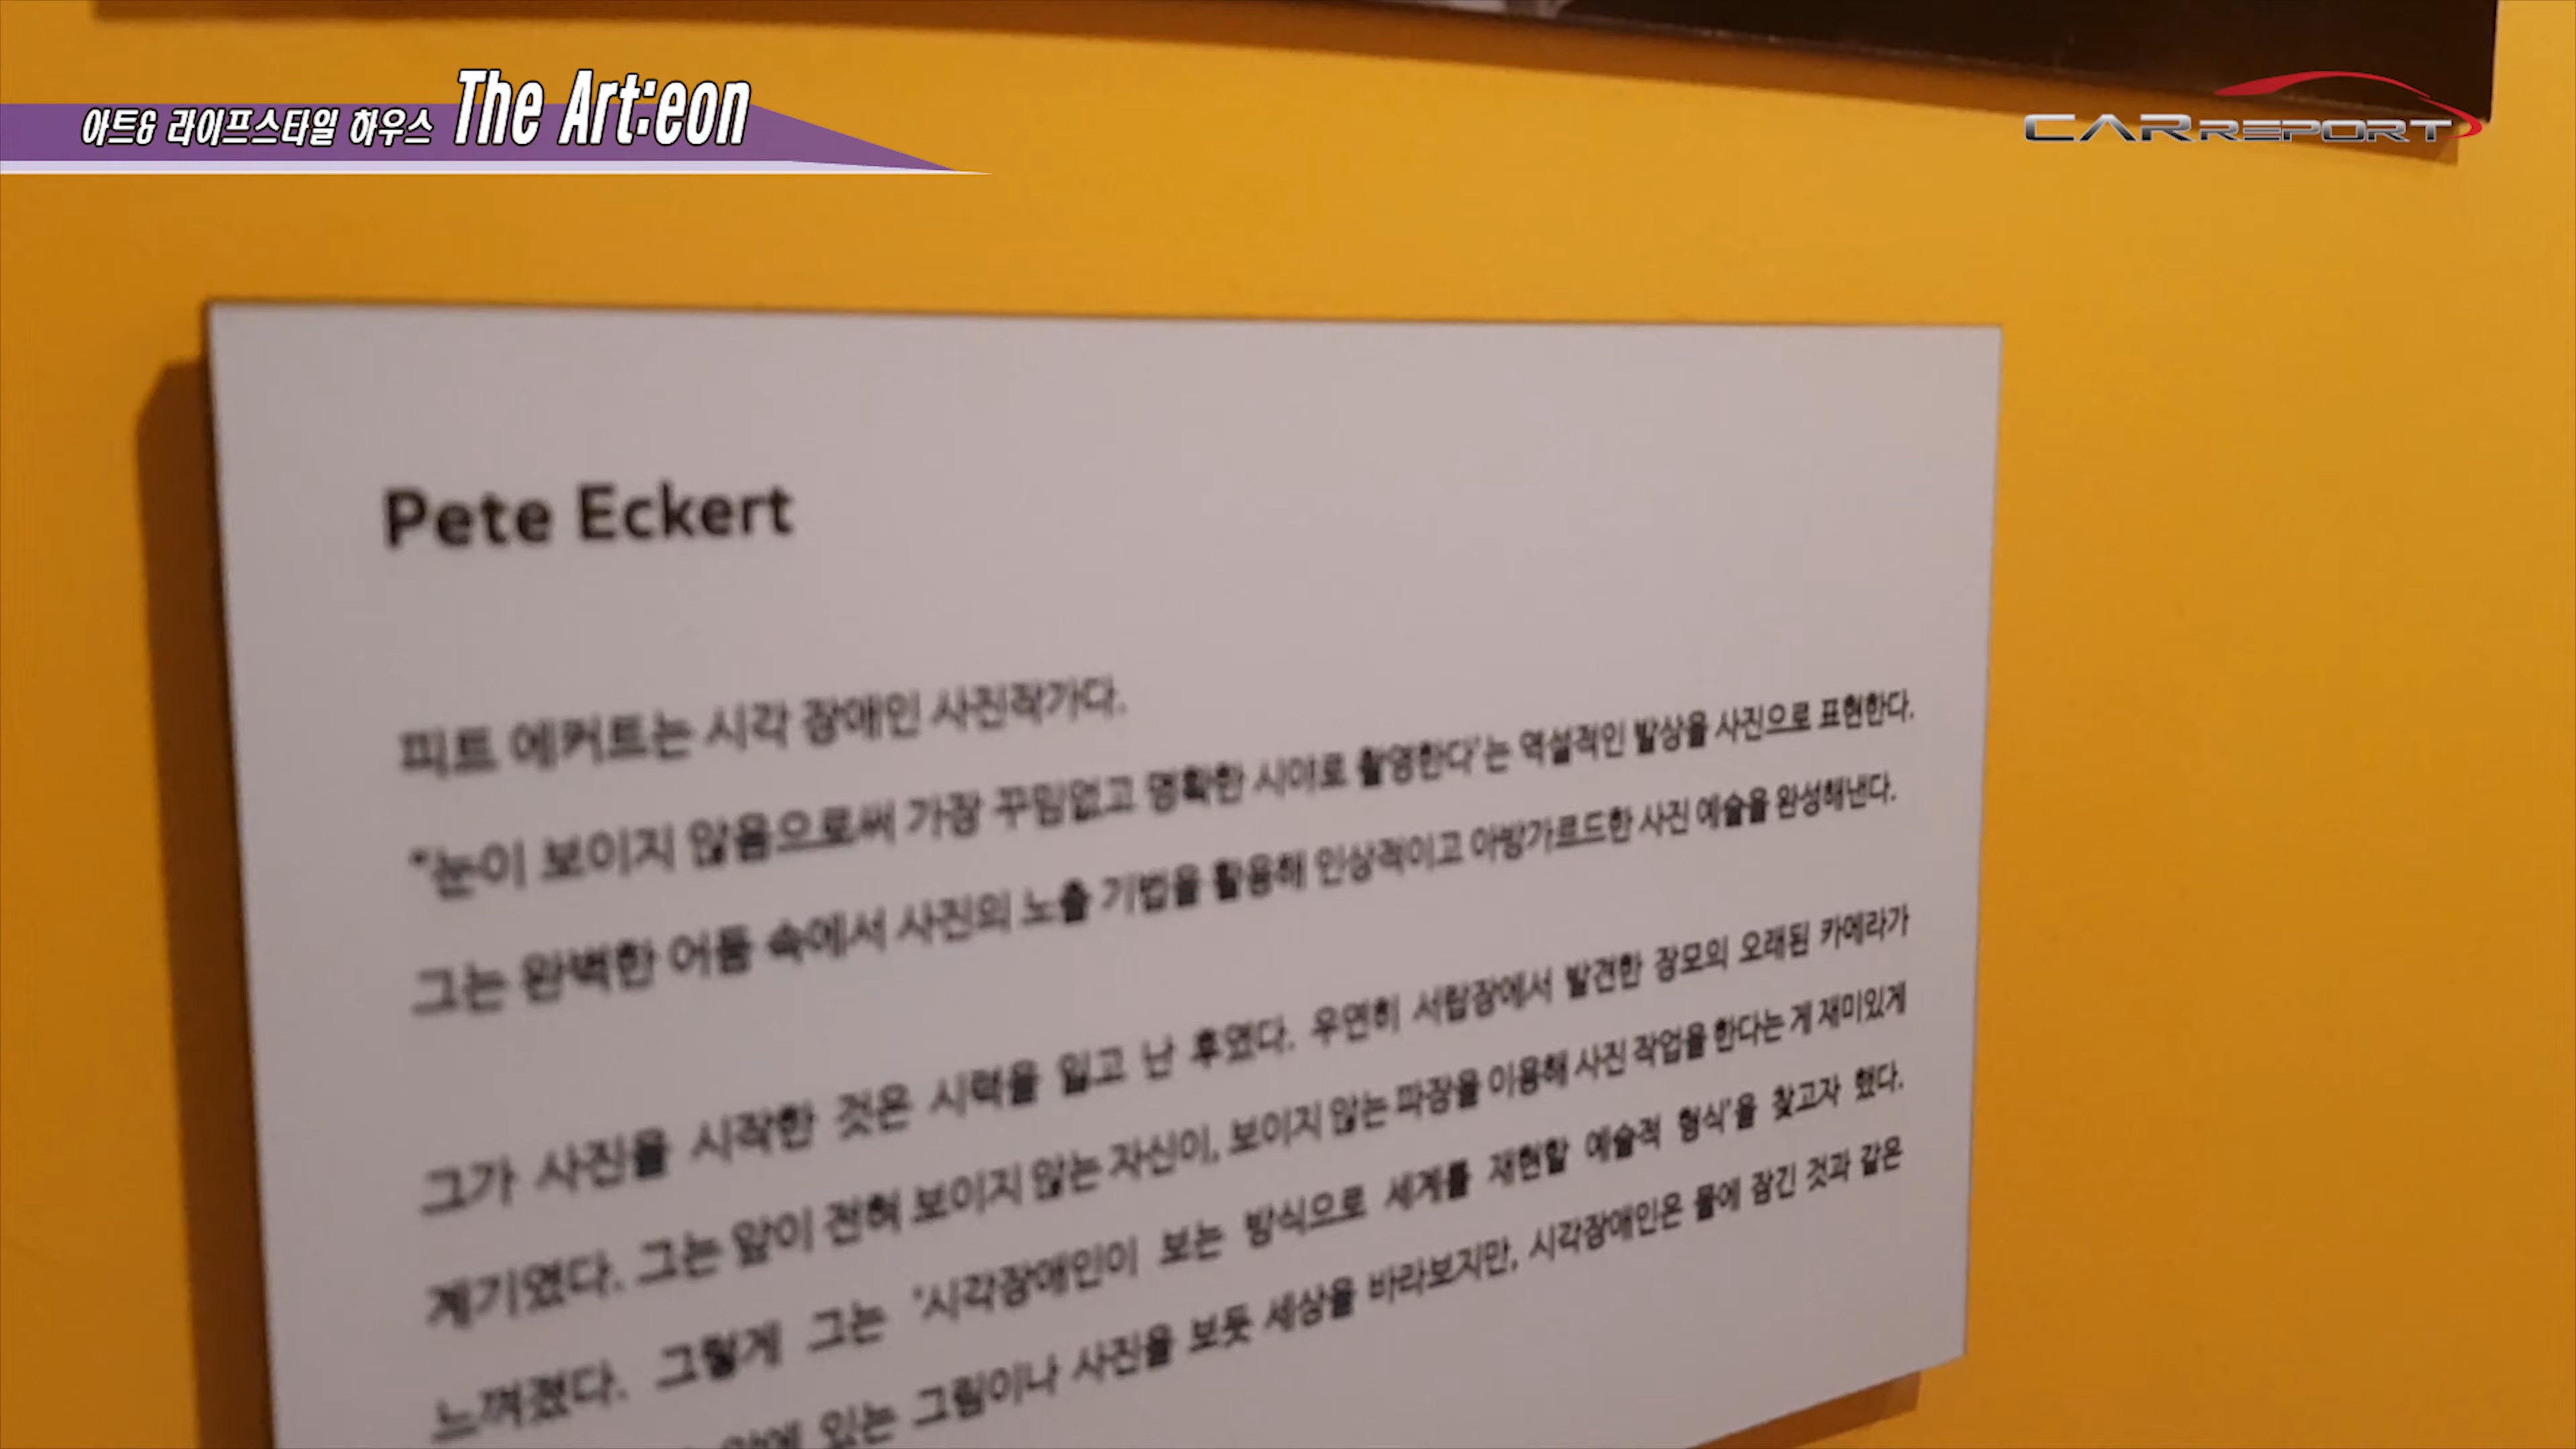 아트& 라이프스타일 하우스 The Art:eon
CAR REPORT
Pete Eckert
피트 에커트는 시각 장애인 사진작가다.
“눈이 보이지 않음으로써 가장 꾸밈없고 명확한 시야로 촬영한다’는 역설적인 발상을 사진으로 표현한다.
그는 완벽한 어둠 속에서 사진의 노출 기법을 활용해 인상적이고 아방가르드한 사진 예술을 완성해낸다.
그가 사진을 시작한 것은 시력을 잃고 난 후였다. 우연히 서랍장에서 발견한 장모의 오래된 카메라가
계기였다. 그는 앞이 전혀 보이지 않는 자신이, 보이지 않는 파장을 이용해 사진 작업을 한다는 게 재미있게
느껴졌다. 그렇게 그는 ‘시각장애인이 보는 방식으로 세계를 재현할 예술적 형식’을 찾고자 했다.
앞에 있는 그림이나 사진을 보듯 세상을 바라보지만, 시각장애인은 물에 잠긴 것과 같은